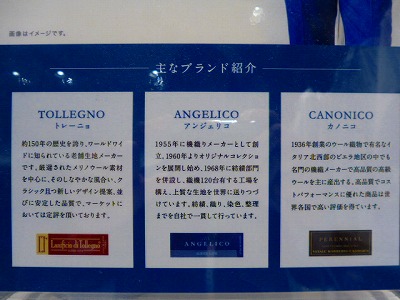 画像はイメージです。
主なブランド紹介
TOLLEGNO
トレーニョ
約150年の歴史を誇り、ワールドワイ
ドに知られている老舗生地メーカー
です。厳選されたメリノウール素材
を中心に、そのしなやかな風合い、ク
ラシック且つ新しいデザイン提案、並
びに安定した品質で、マーケットに
おいては定評を頂いております。
Lanificio di Tollegno
ANGELICO
アンジェリコ
1955年に機織りメーカーとして創
立。1960年よりオリジナルコレクション
を展開し始め、1968年に紡績部門
を併設し、織機120台有する工場を
構え、上質な生地を世界に送りつづ
けています。紡績、織り、染色、整理
までを自社で一貫して行っています。
ANGELICO
CANONICO
カノニコ
1936年創業のウール織物で有名なイ
タリア北西部のビエラ地区の中でも
名門の機織メーカーで高品質の高級
ウールを主に産出する。高品質でコス
トパフォーマンスに優れた商品は世
界各国で高い評価を得ています。
PERENNIAL